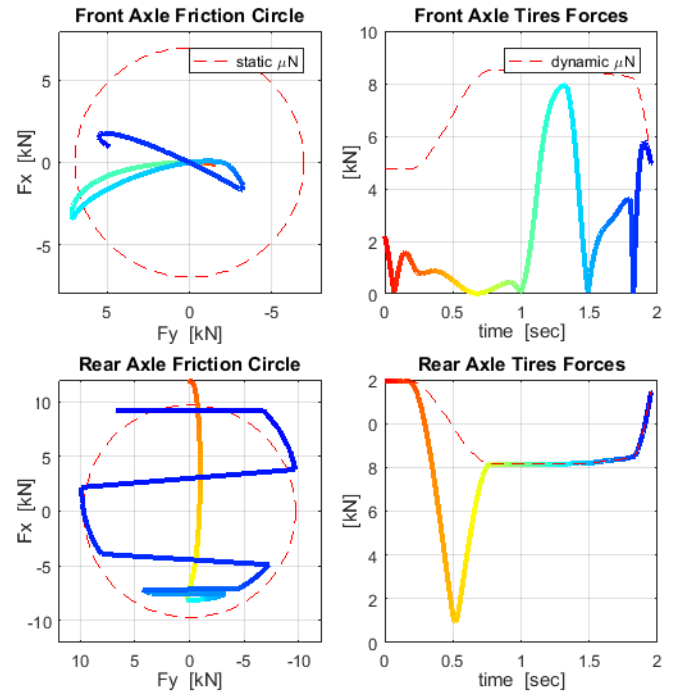 Front Axle Friction Circle
static μN
5
0
-5
Fx [kN]
5
0
-5
Fy [kN]
Front Axle Tires Forces
dynamic μN
10
8
6
4
2
0
[kN]
0
0.5
1
1.5
2
time [sec]
Rear Axle Friction Circle
10
5
0
-5
-10
Fx [kN]
10
5
0
-5
-10
Fy [kN]
Rear Axle Tires Forces
2
0
8
6
4
2
0
[kN]
0
0.5
1
1.5
2
time [sec]